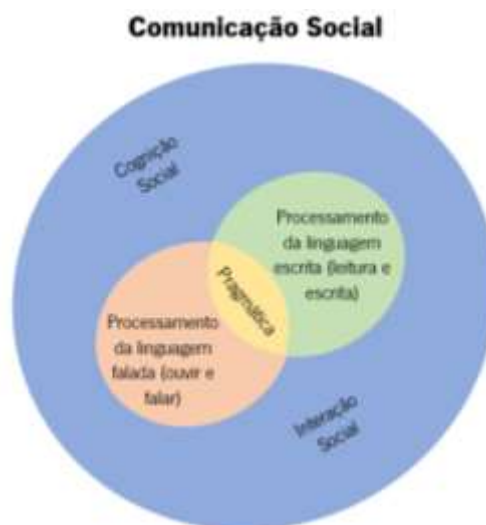 Comunicação Social
Cognição
Social
Processamento
da linguagem
escrita (leitura e
escrita)
Pragmática
Processamento
da linguagem
falada (ouvir e
falar)
Interação
Social